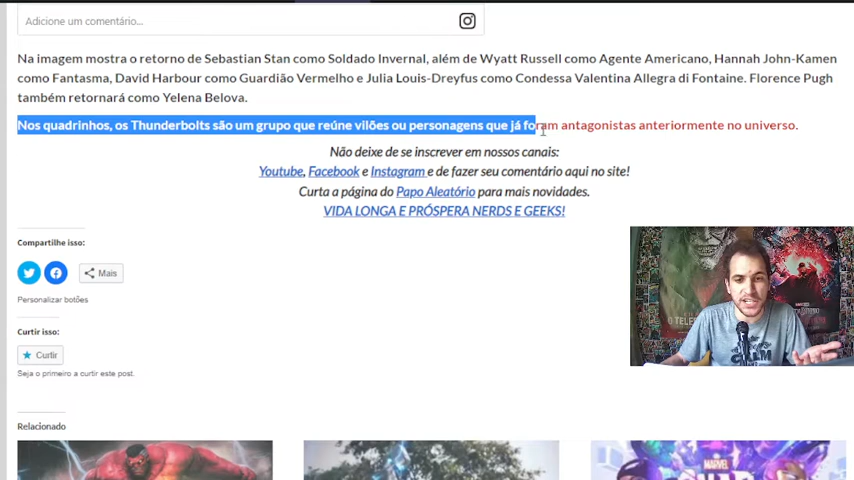 Adicione um comentário...
Na imagem mostra o retorno de Sebastian Stan como Soldado Invernal, além de Wyatt Russell como Agente Americano, Hannah John-Kamen
como Fantasma, David Harbour como Guardião Vermelho e Julia Louis-Dreyfus como Condessa Valentina Allegra di Fontaine. Florence Pugh
também retornará como Yelena Belova.
Nos quadrinhos, os Thunderbolts são um grupo que reúne vilões ou personagens que já foram antagonistas anteriormente no universo.
Não deixe de se inscrever em nossos canais:
Youtube, Facebook e Instagram e de fazer seu comentário aqui no site!
Curta a página do Papo Aleatório para mais novidades.
VIDA LONGA E PRÓSPERA NERDS E GEEKS!
Compartilhe isso:
Mais
Personalizar botões
Curtir isso:
Curtir
Seja o primeiro a curtir este post.
Relacionado
MARVEL